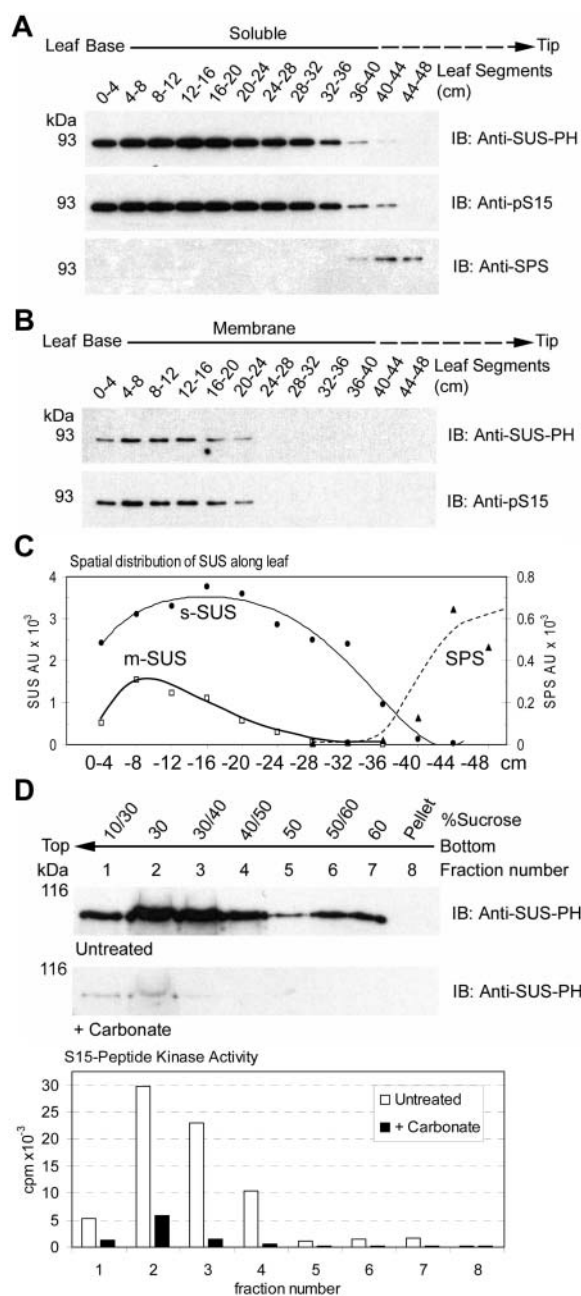 A
Soluble
Leaf Base
Tip
0-4 4-8 8-12 12-16 16-20 20-24 24-28 28-32 32-36 36-40 40-44 44-48
Leaf Segments
(cm)
kDa
93
IB: Anti-SUS-PH
93
IB: Anti-pS15
93
IB: Anti-SPS
B
Membrane
Leaf Base
Tip
0-4 4-8 8-12 12-16 16-20 20-24 24-28 28-32 32-36 36-40 40-44 44-48
Leaf Segments
(cm)
kDa
93
IB: Anti-SUS-PH
93
IB: Anti-pS15
C
Spatial distribution of SUS along leaf
4 3 2 1 0
SUS AU x 10³
s-SUS
m-SUS
SPS
0.8 0.6 0.4 0.2 0.0
SPS AU x 10³
0-4 -8 -12 -16 -20 -24 -28 -32 -36 -40 -44 -48 cm
D
10/30 30 30/40 40/50 50 50/60 60 Pellet
%Sucrose
Top
Bottom
kDa
1 2 3 4 5 6 7 8
Fraction number
116
IB: Anti-SUS-PH
Untreated
116
IB: Anti-SUS-PH
+ Carbonate
S15-Peptide Kinase Activity
cpm x10⁻³
30 25 20 15 10 5 0
Untreated
+ Carbonate
1 2 3 4 5 6 7 8
fraction number